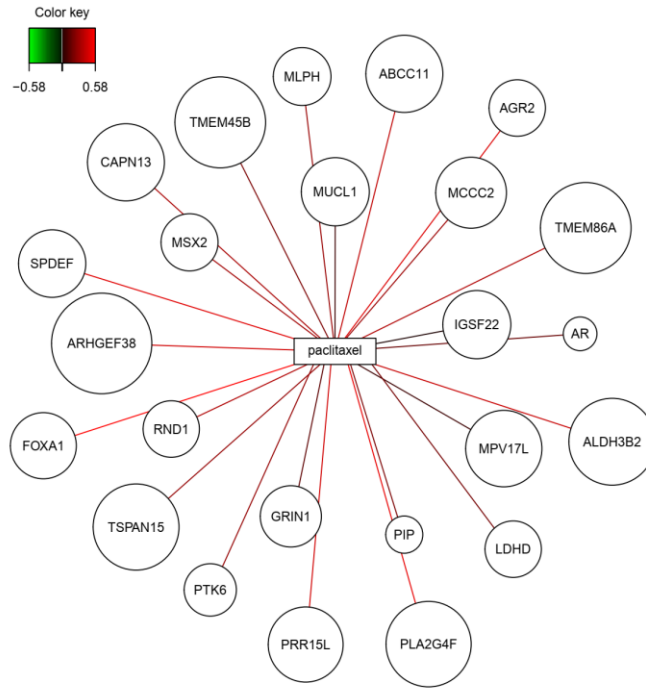 Color key
−0.58 0.58
MLPH
ABCC11
AGR2
TMEM45B
CAPN13
MUCL1
MCCC2
TMEM86A
MSX2
SPDEF
IGSF22
AR
ARHGEF38
paclitaxel
RND1
FOXA1
MPV17L
ALDH3B2
GRIN1
TSPAN15
PIP
LDHD
PTK6
PRR15L
PLA2G4F